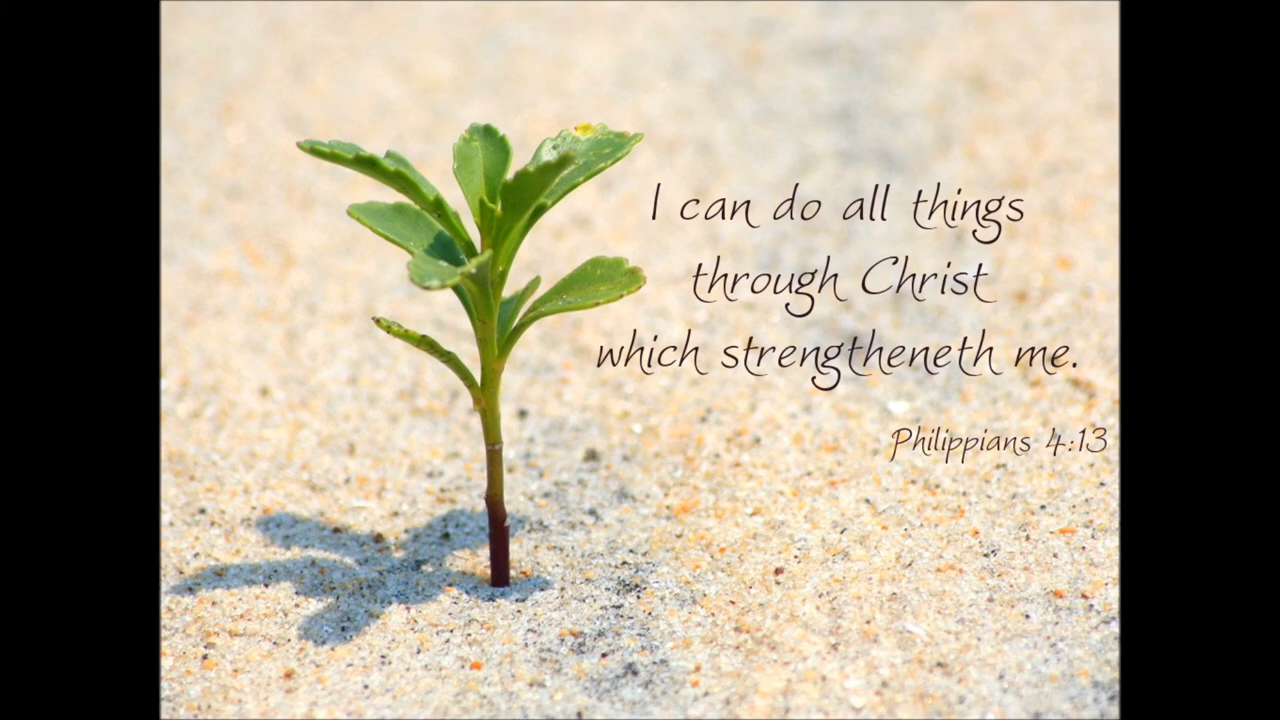 I can do all things
through Christ
which strengtheneth me.
Philippians 4:13